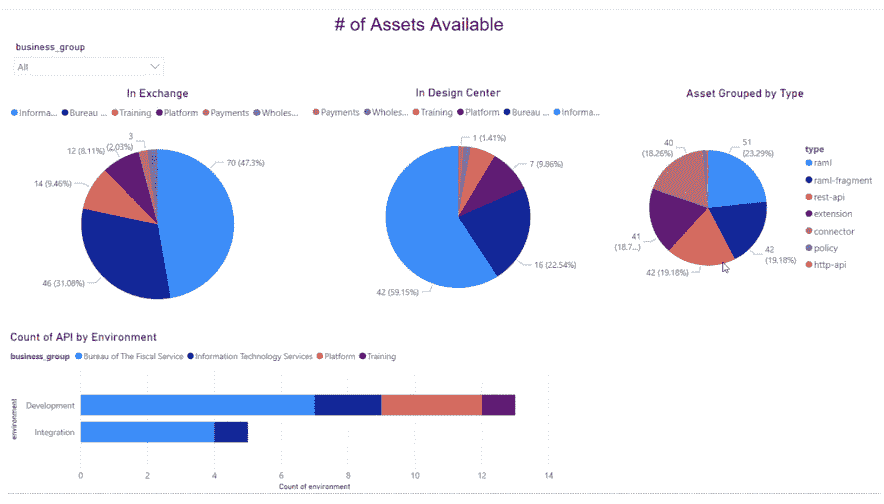 # of Assets Available
business_group
All
In Exchange
Informa... Bureau ... Training Platform Payments Wholes...
3
(2.03%)
12 (8.11%)
14 (9.46%)
70 (47.3%)
46 (31.08%)
In Design Center
Payments Wholes... Training Platform Bureau ... Informa...
1 (1.41%)
7 (9.86%)
16 (22.54%)
42 (59.15%)
Asset Grouped by Type
40
(18.26%)
51
(23.29%)
41
(18.7...)
42
(19.18%)
42 (19.18%)
type
raml
raml-fragment
rest-api
extension
connector
policy
http-api
Count of API by Environment
business_group Bureau of The Fiscal Service Information Technology Services Platform Training
environment
Development
Integration
0 2 4 6 8 10 12 14
Count of environment